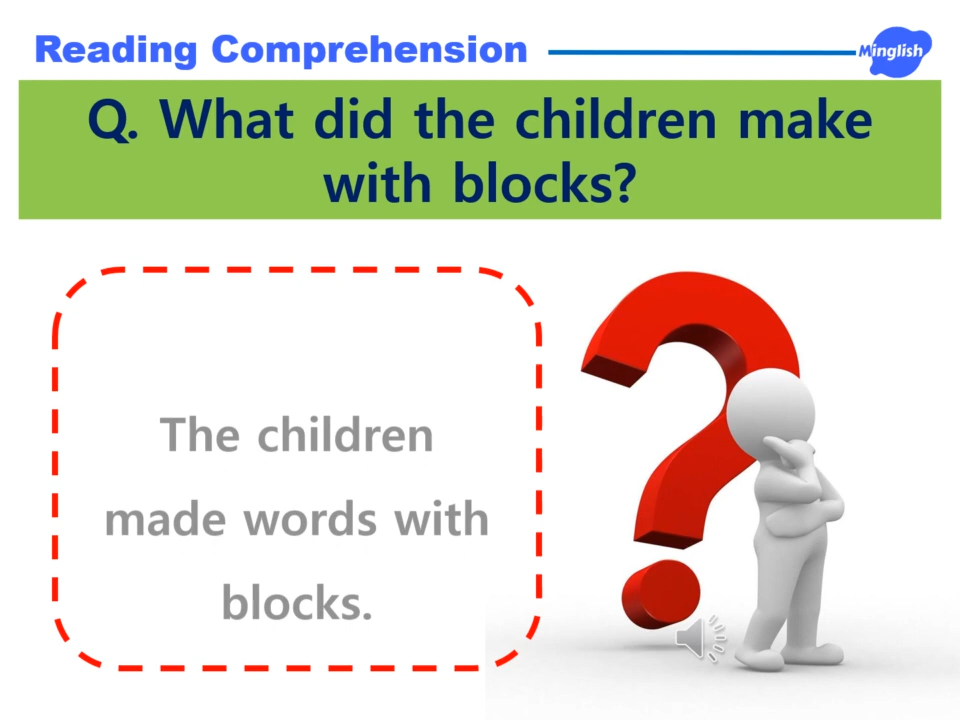 Reading Comprehension
Minglish
Q. What did the children make
with blocks?
The children
made words with
blocks.